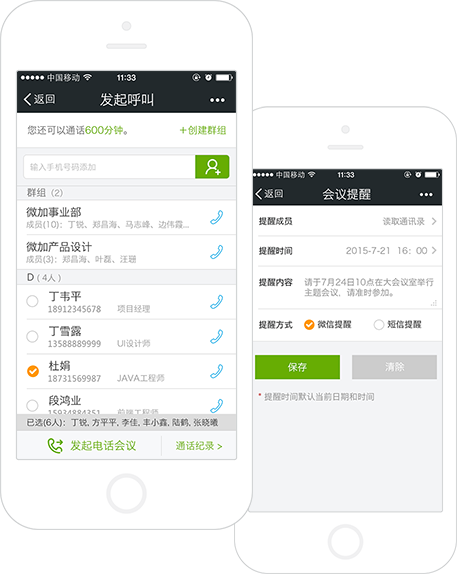 中国移动 11:33
返回 发起呼叫
您还可以通话600分钟。 +创建群组
输入手机号码添加
群组（2）
微加事业部
成员(10)：丁锐、郑昌海、马志峰、边伟霞...
微加产品设计
成员(3)：郑昌海、叶磊、汪珊
D（4人）
丁韦平
18912345678 项目经理
丁雪露
13588889999 UI设计师
杜娟
18731569987 JAVA工程师
段鸿业
15934884351 前端工程师
已选(6人)：丁锐, 方平平, 李佳, 丰小鑫, 陆鹤, 张晓曦
发起电话会议 通话纪录 >
中国移动 11:33
返回 会议提醒
提醒成员 读取通讯录
提醒时间 2015-7-21 16：00
提醒内容 请于7月24日10点在大会议室举行
主题会议，请准时参加。
提醒方式 微信提醒 短信提醒
保存 清除
* 提醒时间默认当前日期和时间